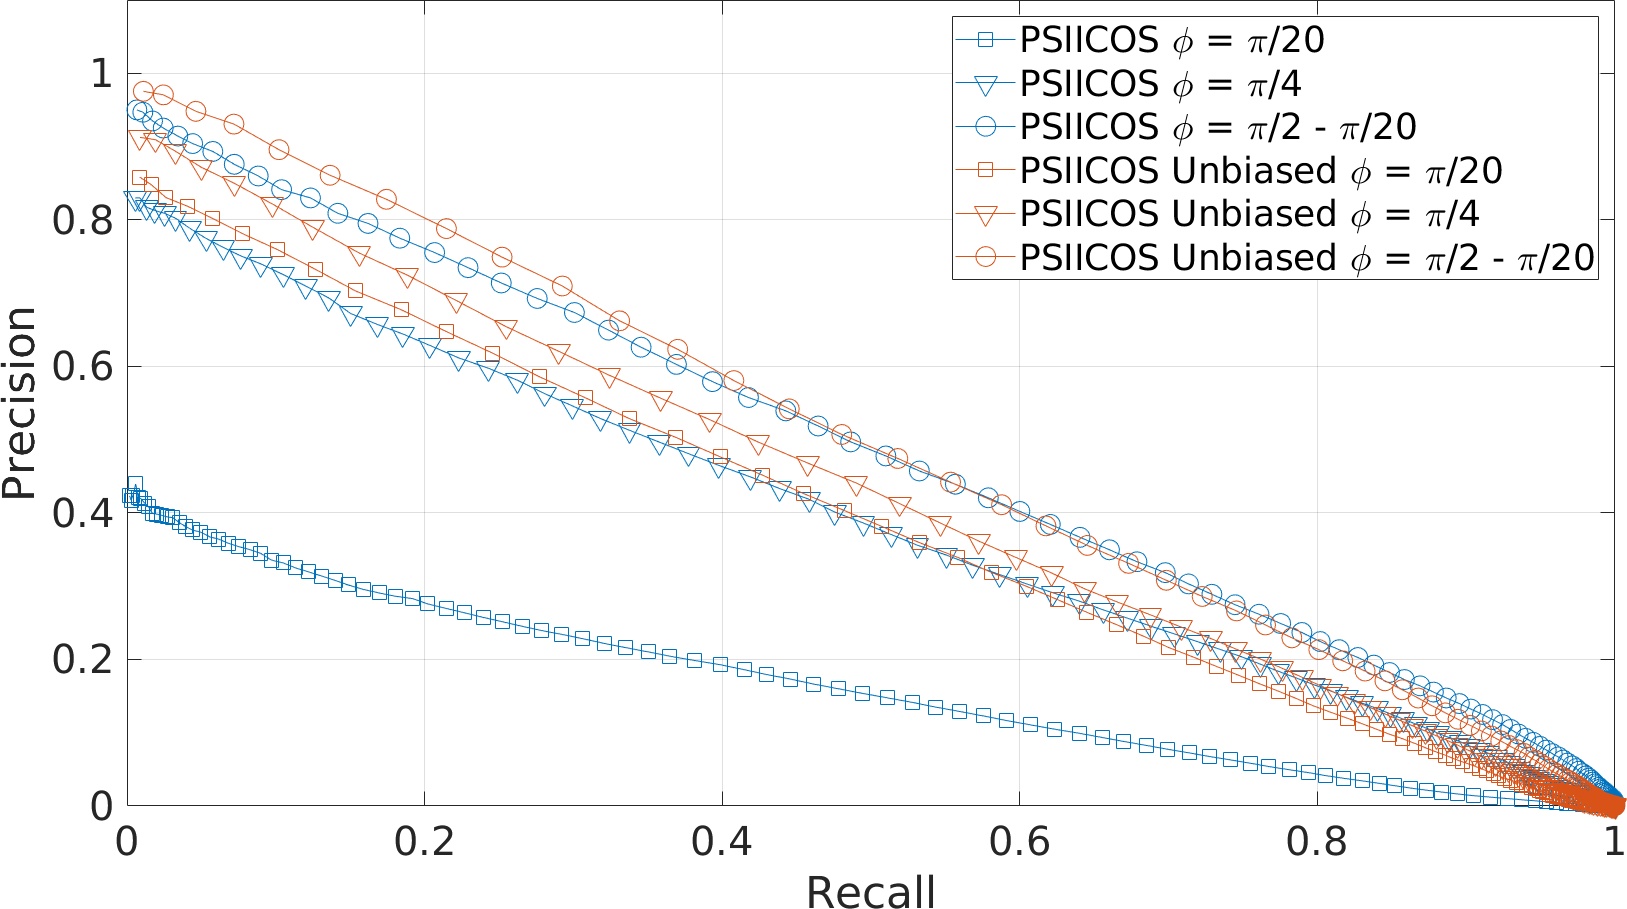 PSIICOS ϕ = π/20
PSIICOS ϕ = π/4
PSIICOS ϕ = π/2 - π/20
PSIICOS Unbiased ϕ = π/20
PSIICOS Unbiased ϕ = π/4
PSIICOS Unbiased ϕ = π/2 - π/20
Precision
1
0.8
0.6
0.4
0.2
0
0 0.2 0.4 0.6 0.8 1
Recall